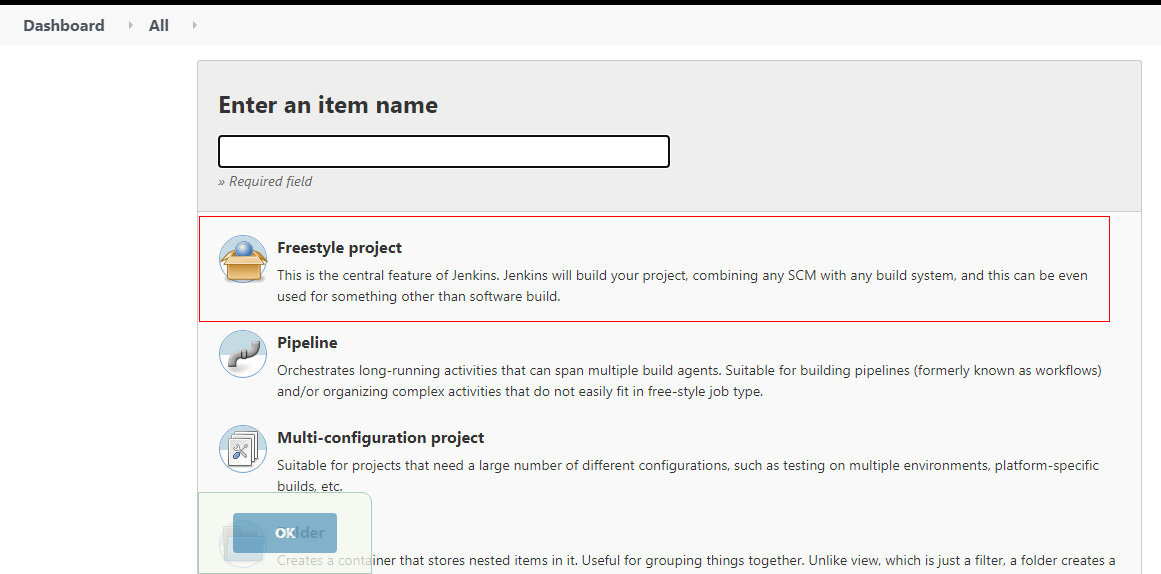 Dashboard All
Enter an item name
» Required field
Freestyle project
This is the central feature of Jenkins. Jenkins will build your project, combining any SCM with any build system, and this can be even
used for something other than software build.
Pipeline
Orchestrates long-running activities that can span multiple build agents. Suitable for building pipelines (formerly known as workflows)
and/or organizing complex activities that do not easily fit in free-style job type.
Multi-configuration project
Suitable for projects that need a large number of different configurations, such as testing on multiple environments, platform-specific
builds, etc.
Folder
OK
Creates a container that stores nested items in it. Useful for grouping things together. Unlike view, which is just a filter, a folder creates a